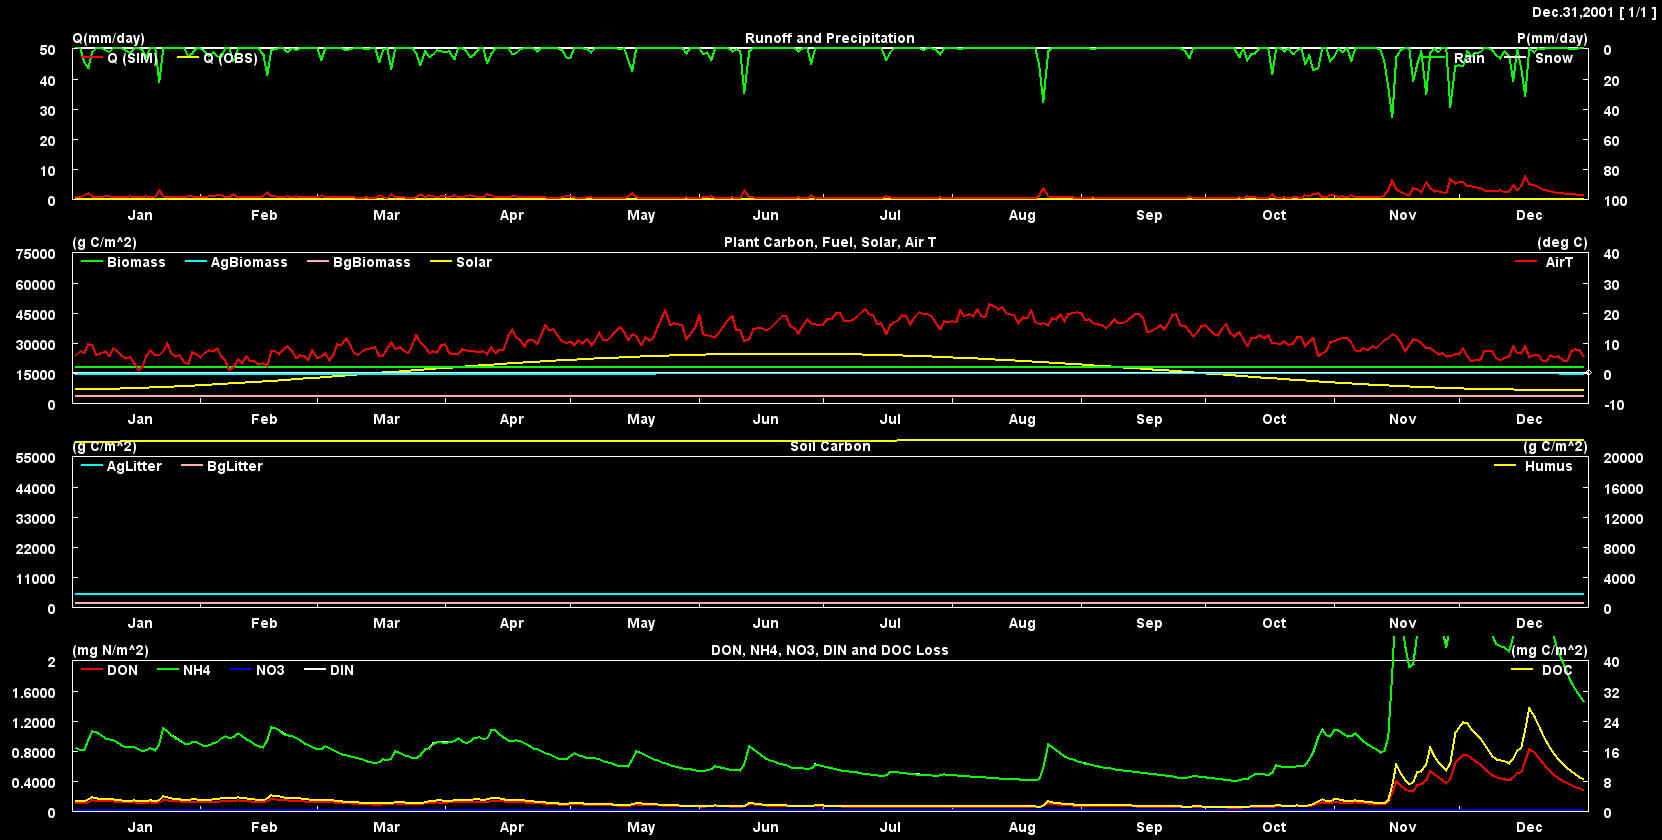 Dec.31,2001 [ 1/1 ]
Q(mm/day) Runoff and Precipitation P(mm/day)
50 Q (SIM) Q (OBS) Rain Snow 0
40 20
30 40
20 60
10 80
0 100
Jan Feb Mar Apr May Jun Jul Aug Sep Oct Nov Dec
(g C/m^2) Plant Carbon, Fuel, Solar, Air T (deg C)
75000 40
Biomass AgBiomass BgBiomass Solar AirT
60000 30
45000 20
30000 10
15000 0
0 -10
Jan Feb Mar Apr May Jun Jul Aug Sep Oct Nov Dec
(g C/m^2) Soil Carbon (g C/m^2)
55000 20000
AgLitter BgLitter Humus
44000 16000
33000 12000
22000 8000
11000 4000
0 0
Jan Feb Mar Apr May Jun Jul Aug Sep Oct Nov Dec
(mg N/m^2) DON, NH4, NO3, DIN and DOC Loss (mg C/m^2)
2 40
DON NH4 NO3 DIN DOC
1.6000 32
1.2000 24
0.8000 16
0.4000 8
0 0
Jan Feb Mar Apr May Jun Jul Aug Sep Oct Nov Dec